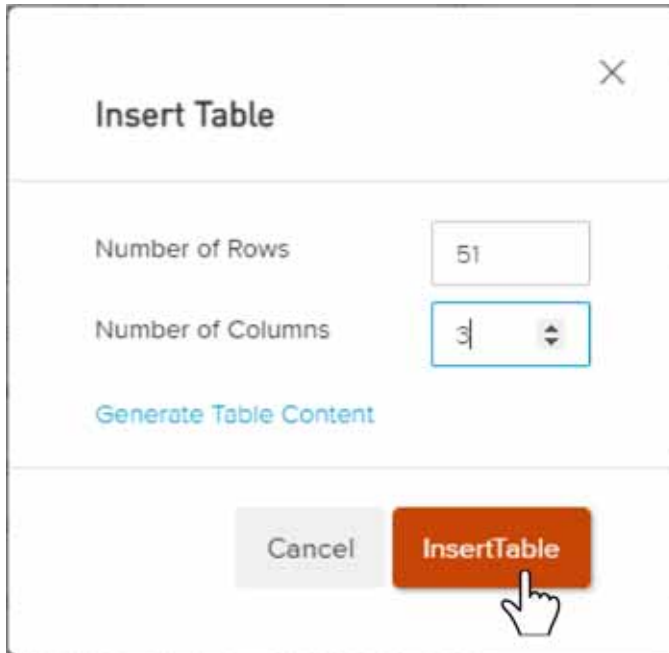 Insert Table
Number of Rows 51
Number of Columns 3
Generate Table Content
Cancel InsertTable